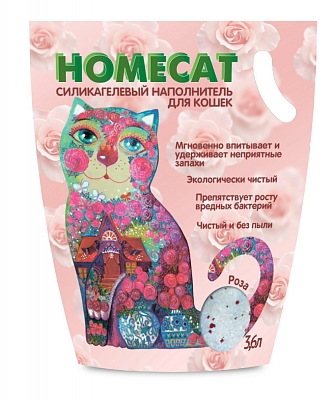 HOMECAT
СИЛИКАГЕЛЕВЫЙ НАПОЛНИТЕЛЬ
ДЛЯ КОШЕК
Мгновенно впитывает и
удерживает неприятные
запахи
Экологически чистый
Препятствует росту
вредных бактерий
Чистый и без пыли
Роза
3,6л